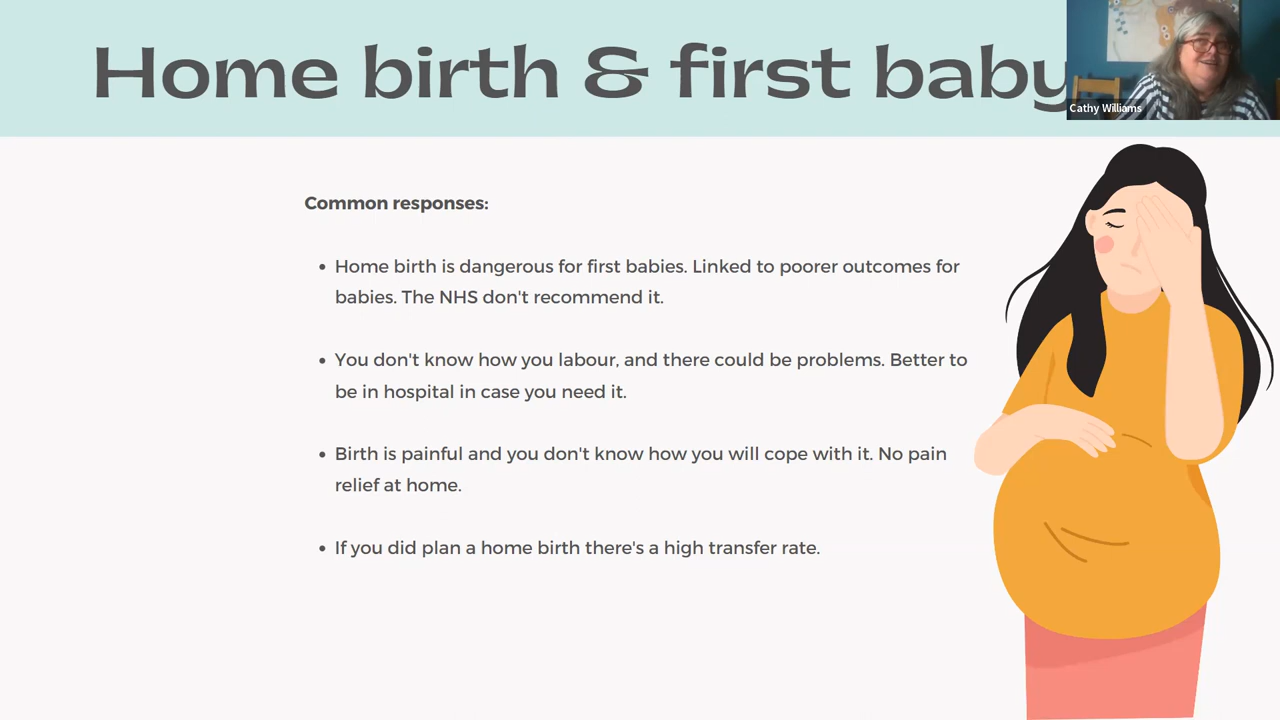 Home birth & first baby
Cathy Williams
Common responses:
• Home birth is dangerous for first babies. Linked to poorer outcomes for
babies. The NHS don't recommend it.
• You don't know how you labour, and there could be problems. Better to
be in hospital in case you need it.
• Birth is painful and you don't know how you will cope with it. No pain
relief at home.
• If you did plan a home birth there's a high transfer rate.